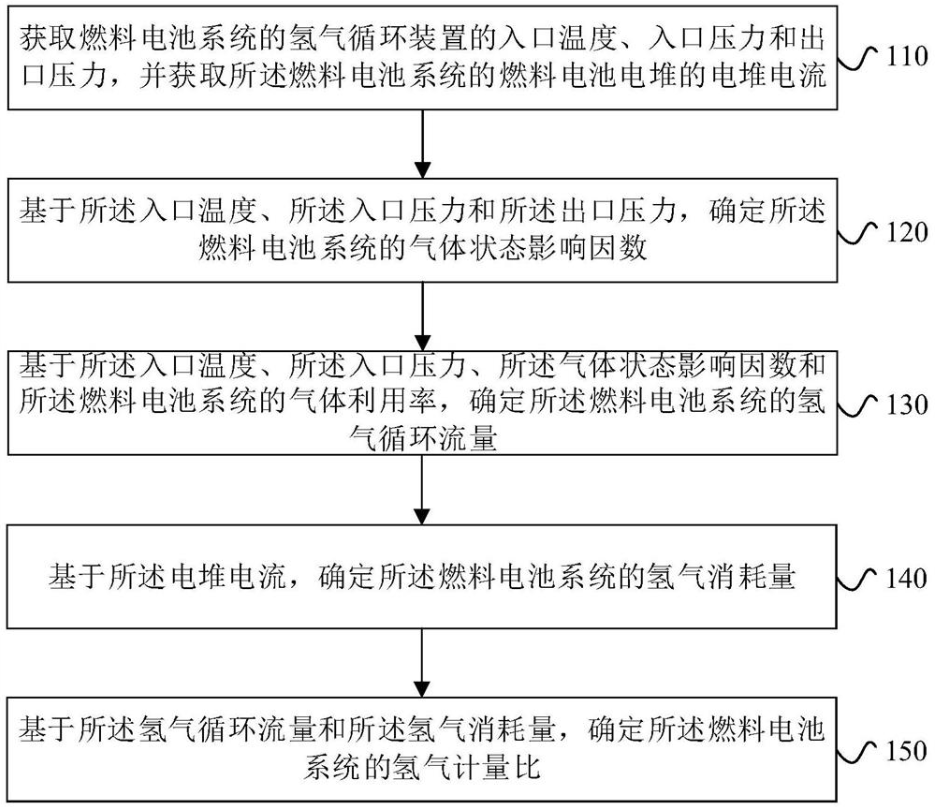 获取燃料电池系统的氢气循环装置的入口温度、入口压力和出
口压力，并获取所述燃料电池系统的燃料电池电堆的电堆电流
110
基于所述入口温度、所述入口压力和所述出口压力，确定所述
燃料电池系统的气体状态影响因数
120
基于所述入口温度、所述入口压力、所述气体状态影响因数和
所述燃料电池系统的气体利用率，确定所述燃料电池系统的氢
气循环流量
130
基于所述电堆电流，确定所述燃料电池系统的氢气消耗量
140
基于所述氢气循环流量和所述氢气消耗量，确定所述燃料电池
系统的氢气计量比
150